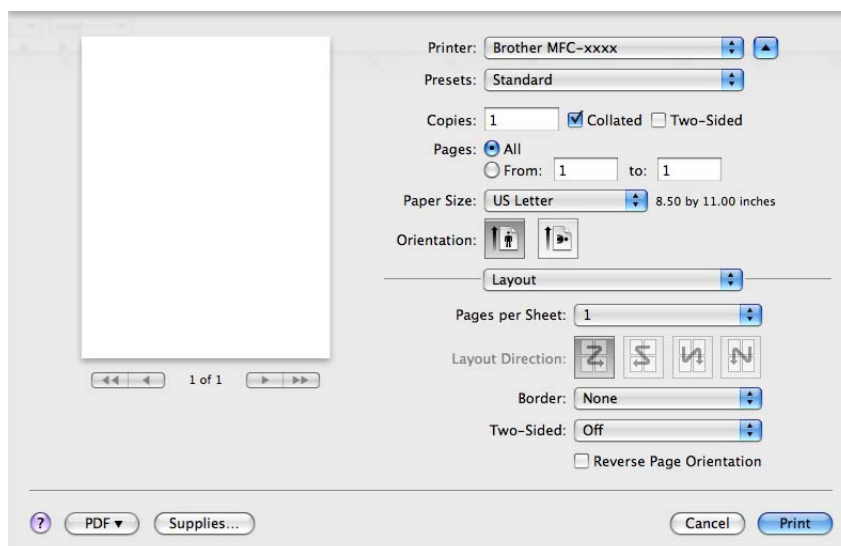 Printer: Brother MFC-xxxx
Presets: Standard
Copies: 1 Collated Two-Sided
Pages: All
From: 1 to: 1
Paper Size: US Letter 8.50 by 11.00 inches
Orientation:
Layout
Pages per Sheet: 1
Layout Direction:
1 of 1
Border: None
Two-Sided: Off
Reverse Page Orientation
? PDF Supplies... Cancel Print